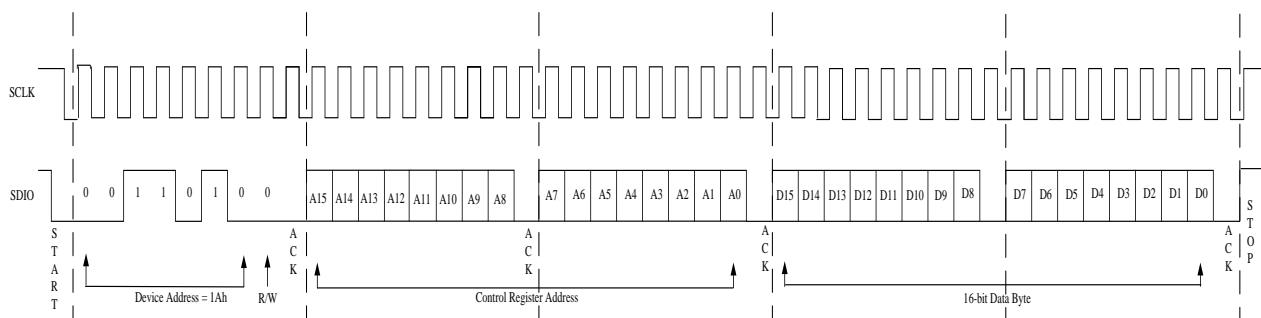 SCLK
SDIO
0 0 1 1 0 1 0 0
A15 A14 A13 A12 A11 A10 A9 A8
A7 A6 A5 A4 A3 A2 A1 A0
D15 D14 D13 D12 D11 D10 D9 D8
D7 D6 D5 D4 D3 D2 D1 D0
START
ACK
ACK
ACK
ACK
STOP
Device Address = 1Ah
R/W
Control Register Address
16-bit Data Byte